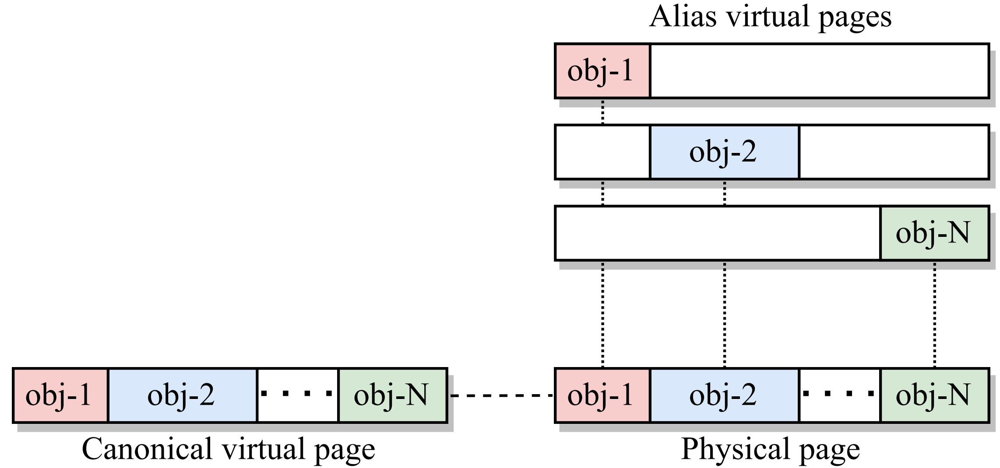 Alias virtual pages
obj-1
obj-2
obj-N
obj-1 obj-2 · · · · obj-N
obj-1 obj-2 · · · · obj-N
Canonical virtual page
Physical page